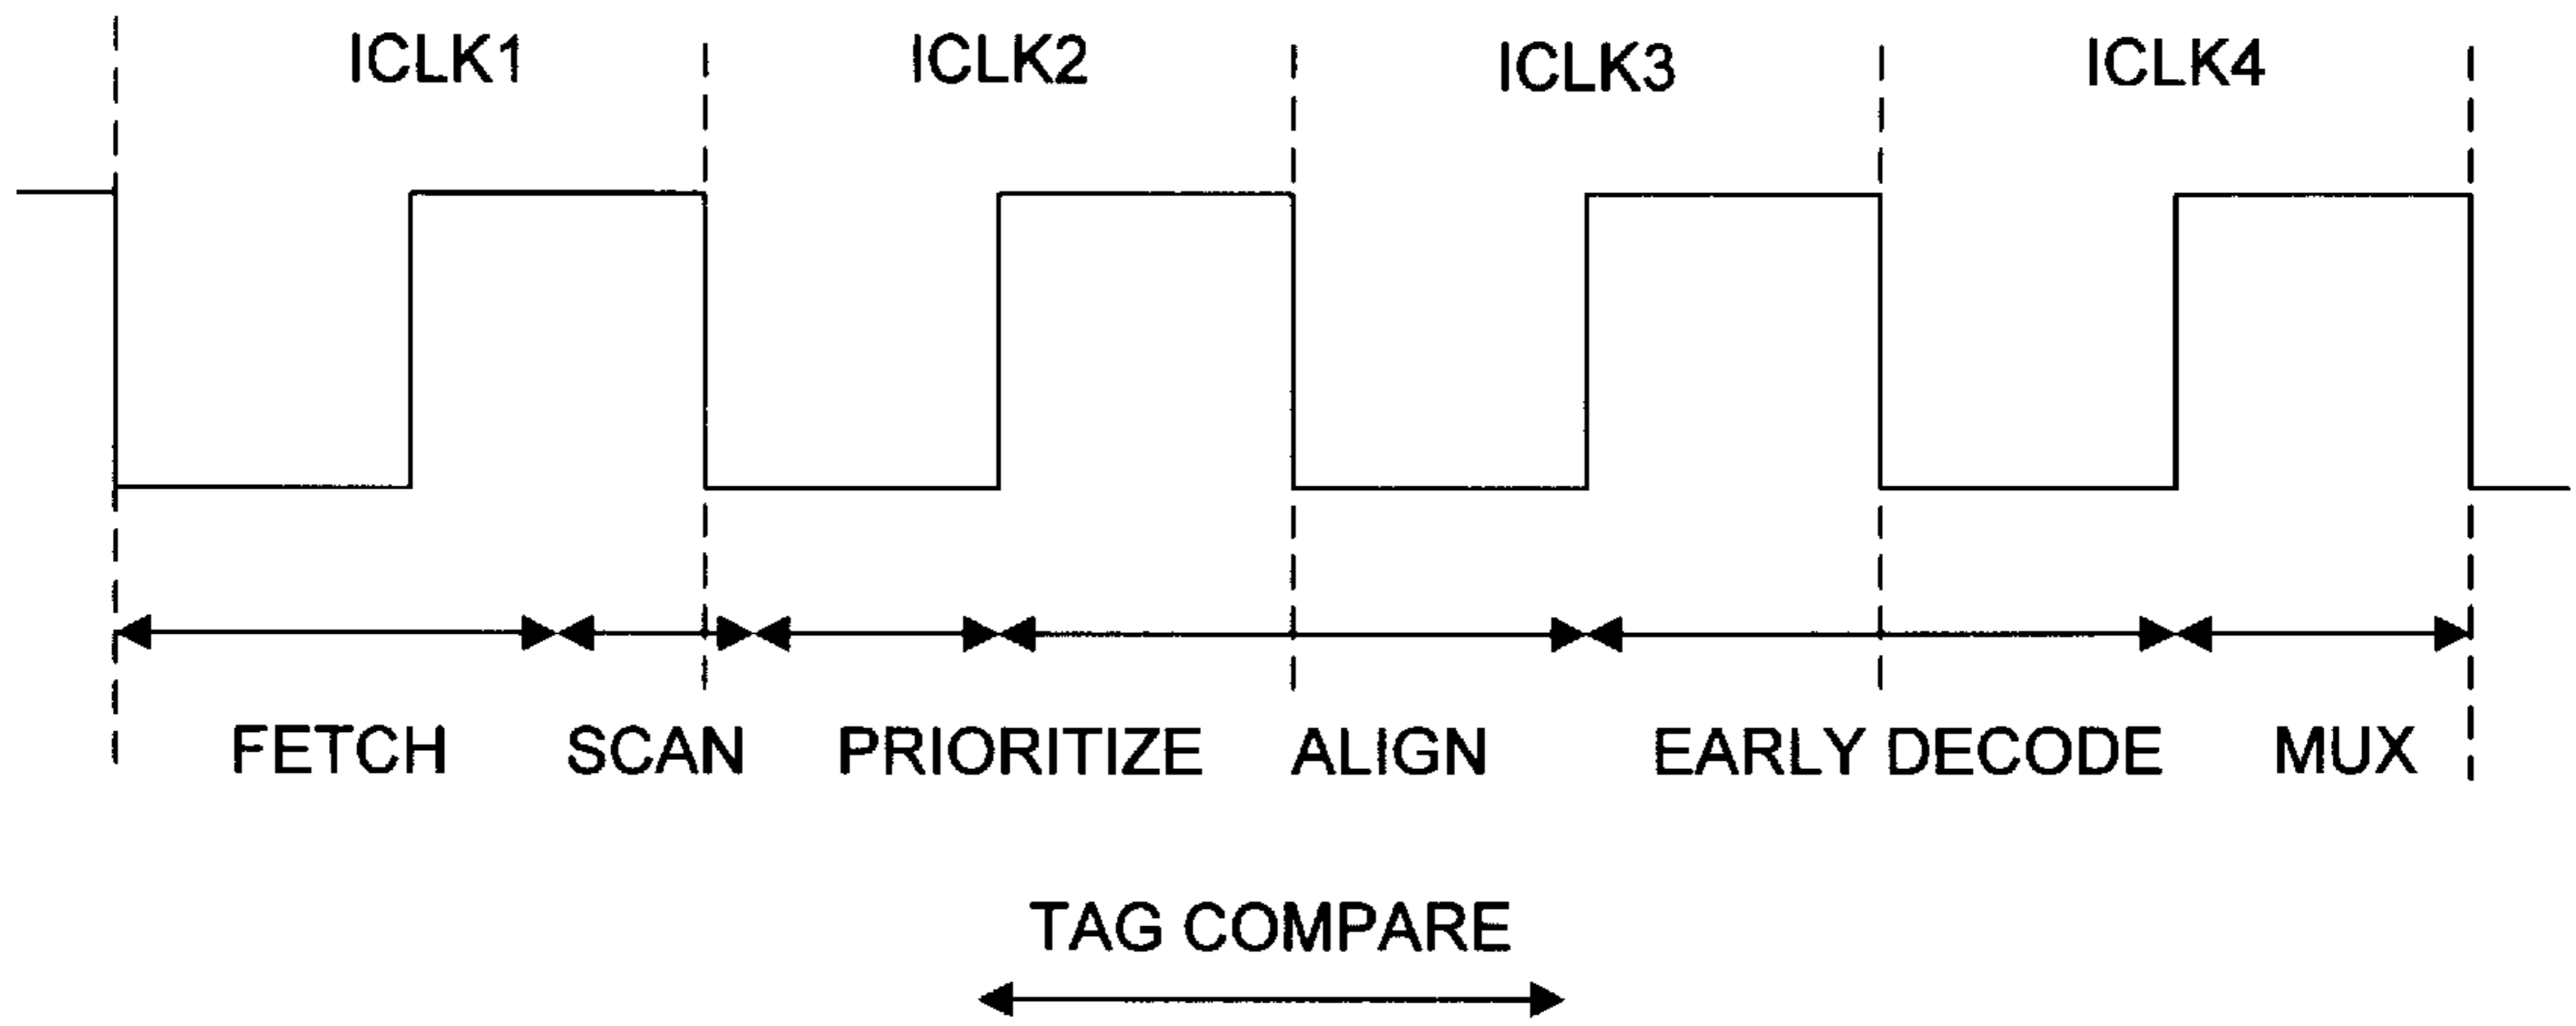 ICLK1 ICLK2 ICLK3 ICLK4
FETCH SCAN PRIORITIZE ALIGN EARLY DECODE MUX
TAG COMPARE